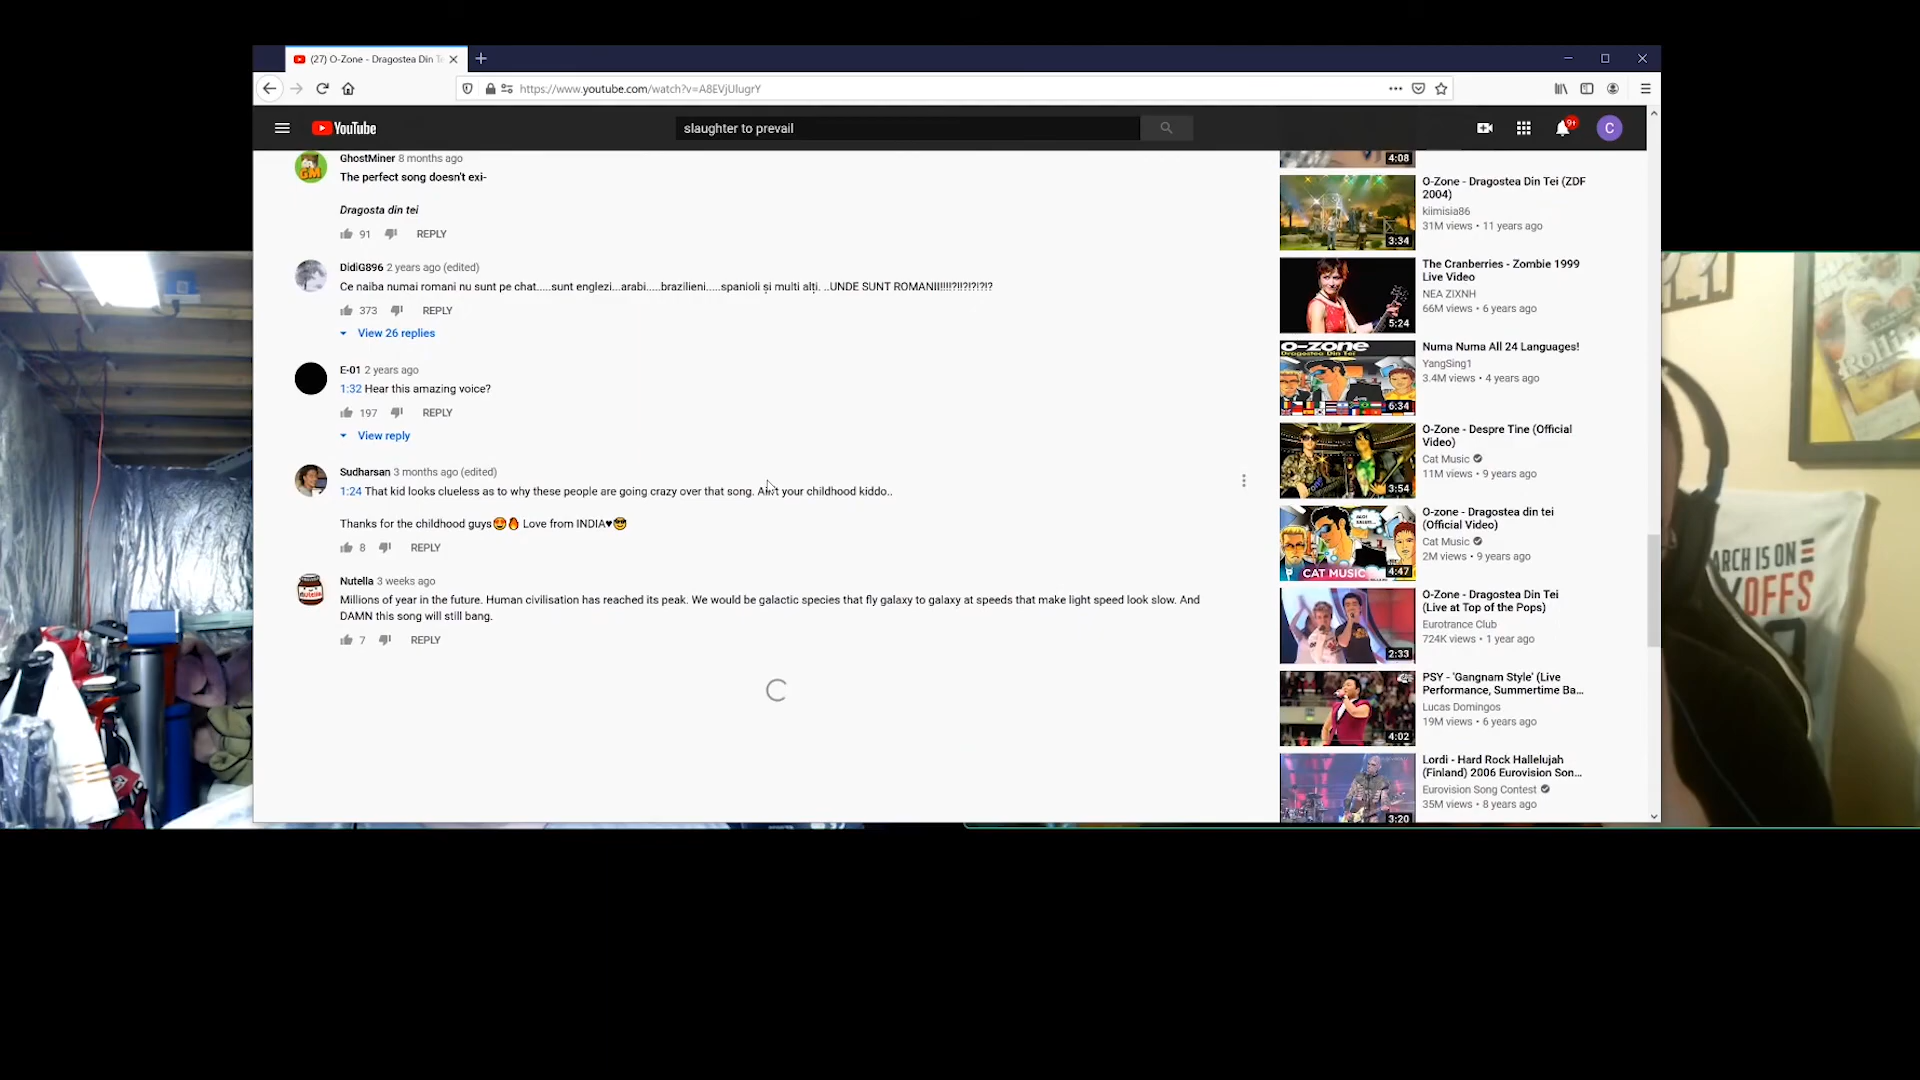 (27) O-Zone - Dragostea Din Te
https://www.youtube.com/watch?v=A8EVjUlugrY
YouTube
slaughter to prevail
9+
C
GhostMiner 8 months ago
The perfect song doesn't exi-
Dragosta din tei
91 REPLY
DidiG896 2 years ago (edited)
Ce naiba numai romani nu sunt pe chat.....sunt englezi...arabi.....brazilieni.....spanioli și multi alți. ..UNDE SUNT ROMANII!!!!?!!?!?!?!?
373 REPLY
View 26 replies
E-01 2 years ago
1:32 Hear this amazing voice?
197 REPLY
View reply
Sudharsan 3 months ago (edited)
1:24 That kid looks clueless as to why these people are going crazy over that song. Ain't your childhood kiddo..
Thanks for the childhood guys😍🔥 Love from INDIA♥😎
8 REPLY
Nutella 3 weeks ago
Millions of year in the future. Human civilisation has reached its peak. We would be galactic species that fly galaxy to galaxy at speeds that make light speed look slow. And
DAMN this song will still bang.
7 REPLY
4:08
O-Zone - Dragostea Din Tei (ZDF
2004)
kiimisia86
31M views • 11 years ago
3:34
The Cranberries - Zombie 1999
Live Video
NEA ZIXNH
66M views • 6 years ago
5:24
Numa Numa All 24 Languages!
YangSing1
3.4M views • 4 years ago
o-zone
Dragostea Din Tei
6:34
O-Zone - Despre Tine (Official
Video)
Cat Music
11M views • 9 years ago
3:54
O-zone - Dragostea din tei
(Official Video)
Cat Music
2M views • 9 years ago
CAT MUSIC
4:47
O-Zone - Dragostea Din Tei
(Live at Top of the Pops)
Eurotrance Club
724K views • 1 year ago
2:33
PSY - 'Gangnam Style' (Live
Performance, Summertime Ba...
Lucas Domingos
19M views • 6 years ago
4:02
Lordi - Hard Rock Hallelujah
(Finland) 2006 Eurovision Son...
Eurovision Song Contest
35M views • 8 years ago
3:20
Rollin
ARCH IS ON
OFFS